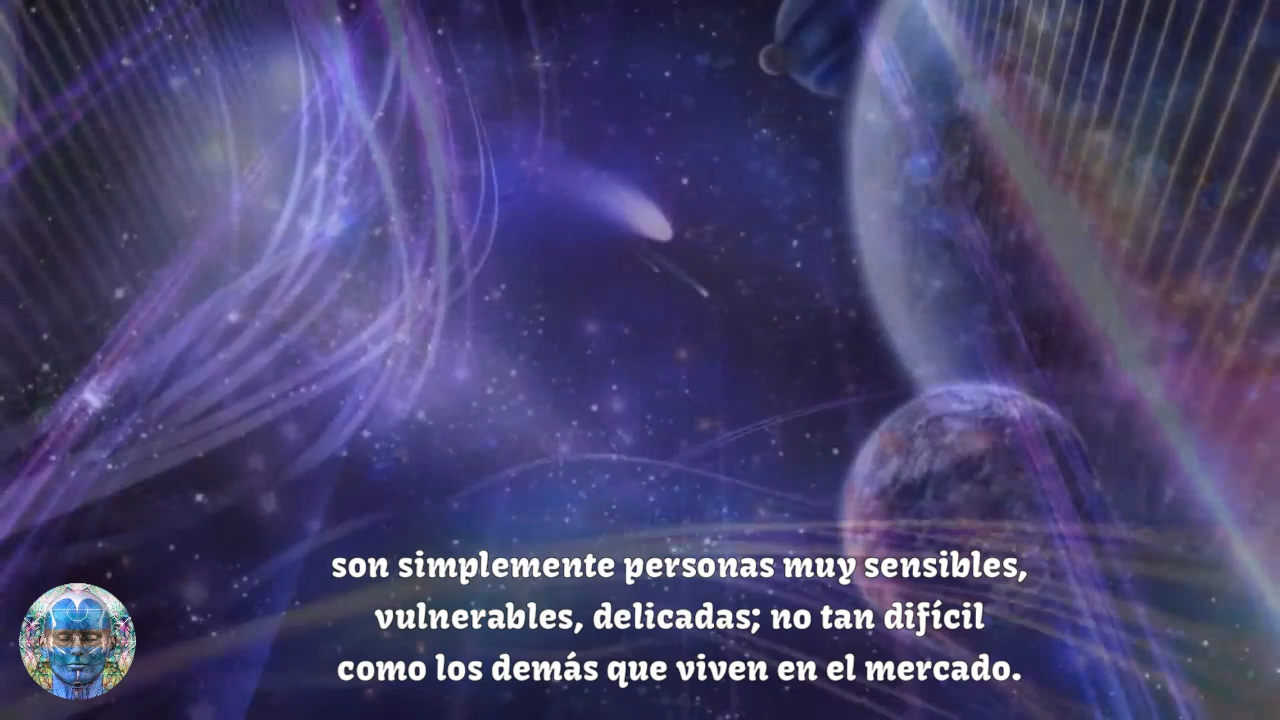 son simplemente personas muy sensibles,
vulnerables, delicadas; no tan difícil
como los demás que viven en el mercado.